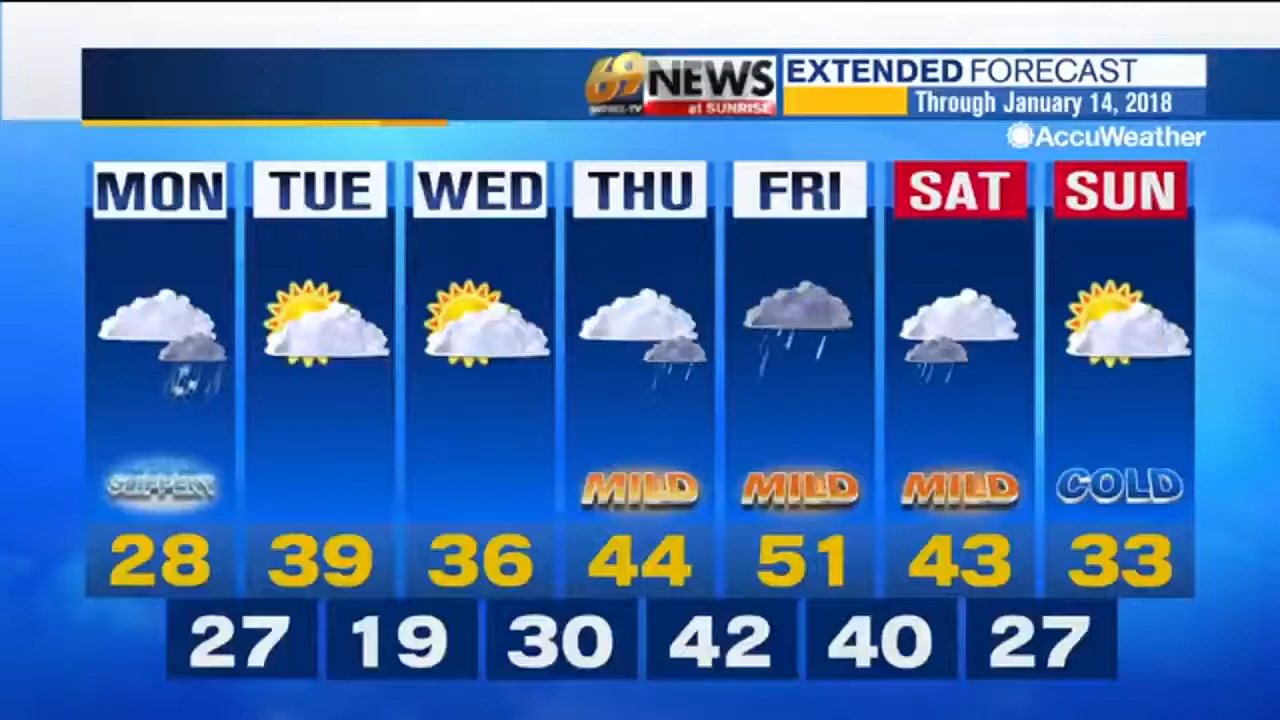 69 NEWS
at SUNRISE
EXTENDED FORECAST
Through January 14, 2018
AccuWeather
MON TUE WED THU FRI SAT SUN
SLIPPERY MILD MILD MILD COLD
28 39 36 44 51 43 33
27 19 30 42 40 27